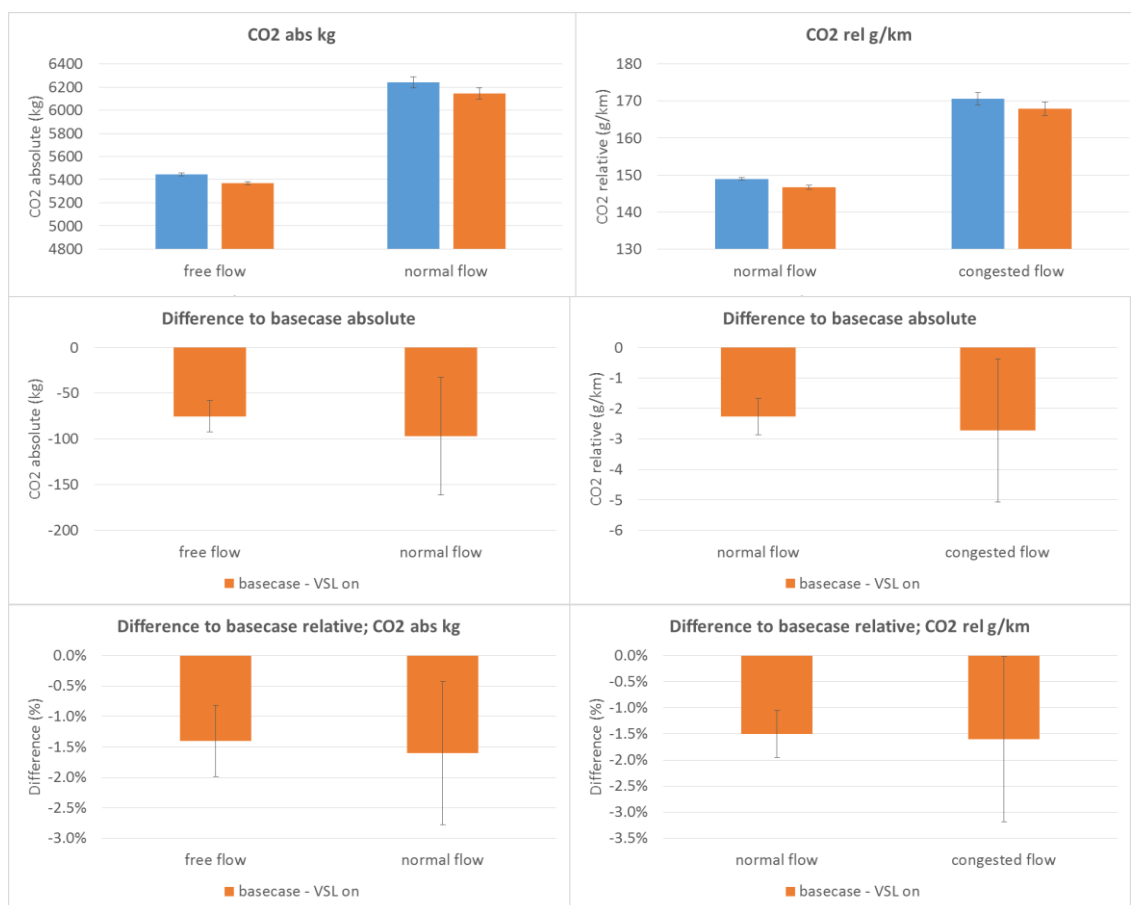 CO2 abs kg
CO2 absolute (kg)
6400
6200
6000
5800
5600
5400
5200
5000
4800
free flow
normal flow
CO2 rel g/km
CO2 relative (g/km)
180
170
160
150
140
130
normal flow
congested flow
Difference to basecase absolute
CO2 absolute (kg)
0
-50
-100
-150
-200
free flow
normal flow
basecase - VSL on
Difference to basecase absolute
CO2 relative (g/km)
0
-1
-2
-3
-4
-5
-6
normal flow
congested flow
basecase - VSL on
Difference to basecase relative; CO2 abs kg
Difference (%)
0.0%
-0.5%
-1.0%
-1.5%
-2.0%
-2.5%
-3.0%
free flow
normal flow
basecase - VSL on
Difference to basecase relative; CO2 rel g/km
Difference (%)
0.0%
-0.5%
-1.0%
-1.5%
-2.0%
-2.5%
-3.0%
-3.5%
normal flow
congested flow
basecase - VSL on